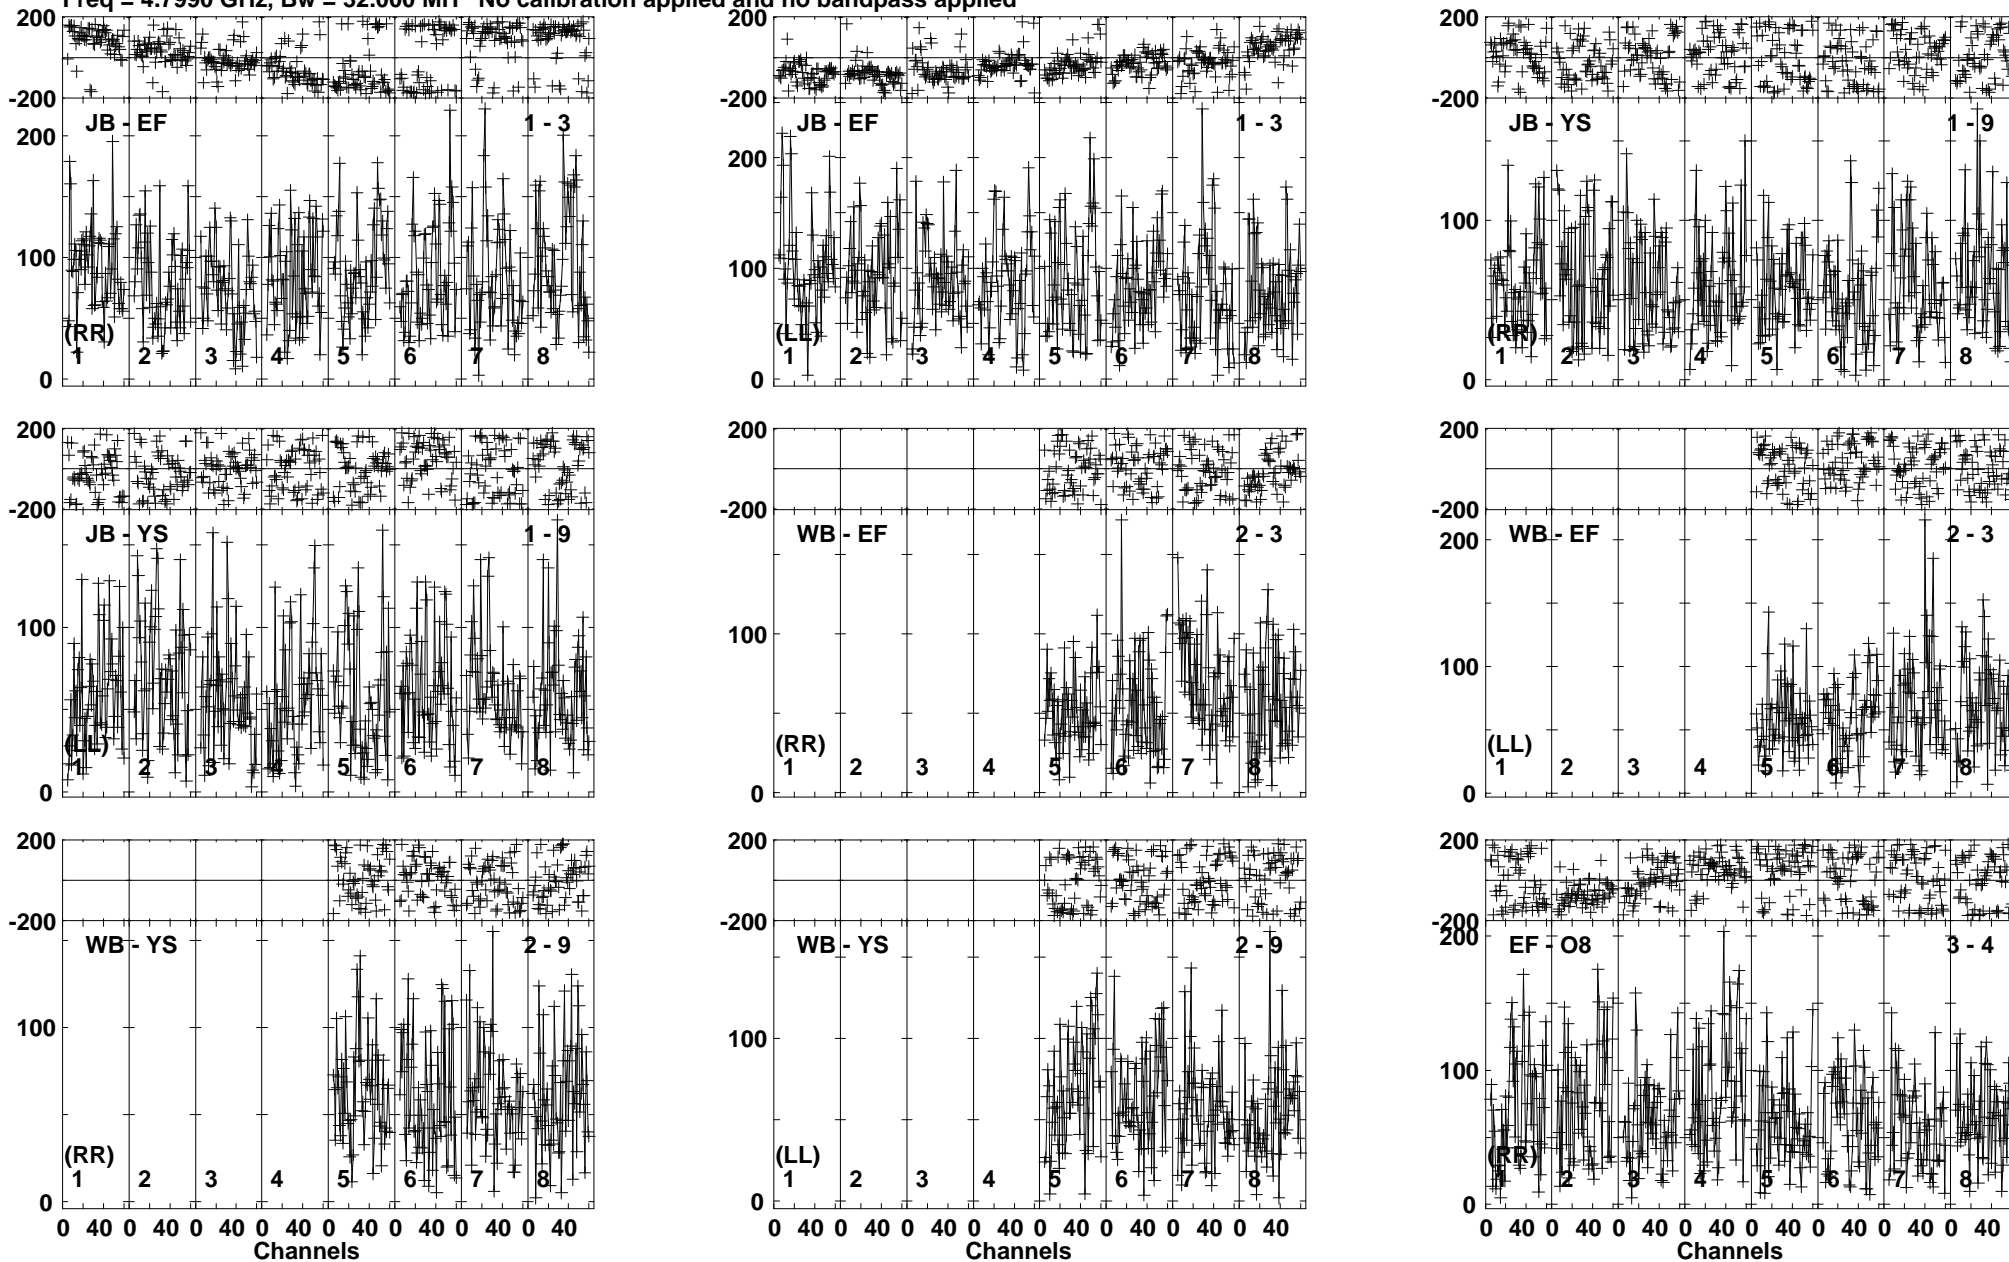 Freq = 4.7990 GHz, Bw = 32.000 MH No calibration applied and no bandpass applied
200 200 200
-200 -200 -200
JB - EF 1 - 3 JB - EF 1 - 3 JB - YS 1 - 9
200 200
100 100 100
(RR) (LL) (RR)
1 2 3 4 5 6 7 8 1 2 3 4 5 6 7 8 1 2 3 4 5 6 7 8
0 0 0
200 200 200
-200 -200 -200
JB - YS 1 - 9 WB - EF 2 - 3 WB - EF 2 - 3
200
100 100 100
(LL) (RR) (LL)
1 2 3 4 5 6 7 8 1 2 3 4 5 6 7 8 1 2 3 4 5 6 7 8
0 0 0
200 200 200
-200 -200 -200
200
WB - YS 2 - 9 WB - YS 2 - 9 EF - O8 3 - 4
100 100 100
(RR) (LL) (RR)
1 2 3 4 5 6 7 8 1 2 3 4 5 6 7 8 1 2 3 4 5 6 7 8
0 0 0
0 40 0 40 0 40 0 40 0 40 0 40 0 40 0 40 0 40 0 40 0 40 0 40 0 40 0 40 0 40 0 40 0 40 0 40 0 40 0 40 0 40 0 40 0 40 0 40
Channels Channels Channels